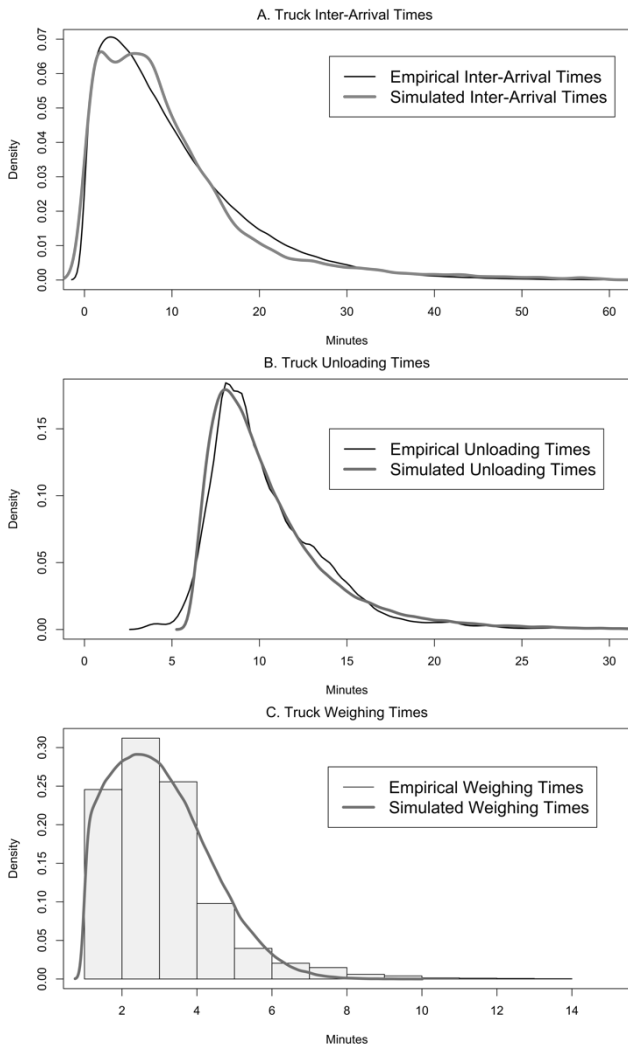 A. Truck Inter-Arrival Times
0.07
0.06
0.05
0.04
0.03
0.02
0.01
0.00
Density
Empirical Inter-Arrival Times
Simulated Inter-Arrival Times
0 10 20 30 40 50 60
Minutes
B. Truck Unloading Times
0.15
0.10
0.05
0.00
Density
Empirical Unloading Times
Simulated Unloading Times
0 5 10 15 20 25 30
Minutes
C. Truck Weighing Times
0.30
0.25
0.20
0.15
0.10
0.05
0.00
Density
Empirical Weighing Times
Simulated Weighing Times
2 4 6 8 10 12 14
Minutes